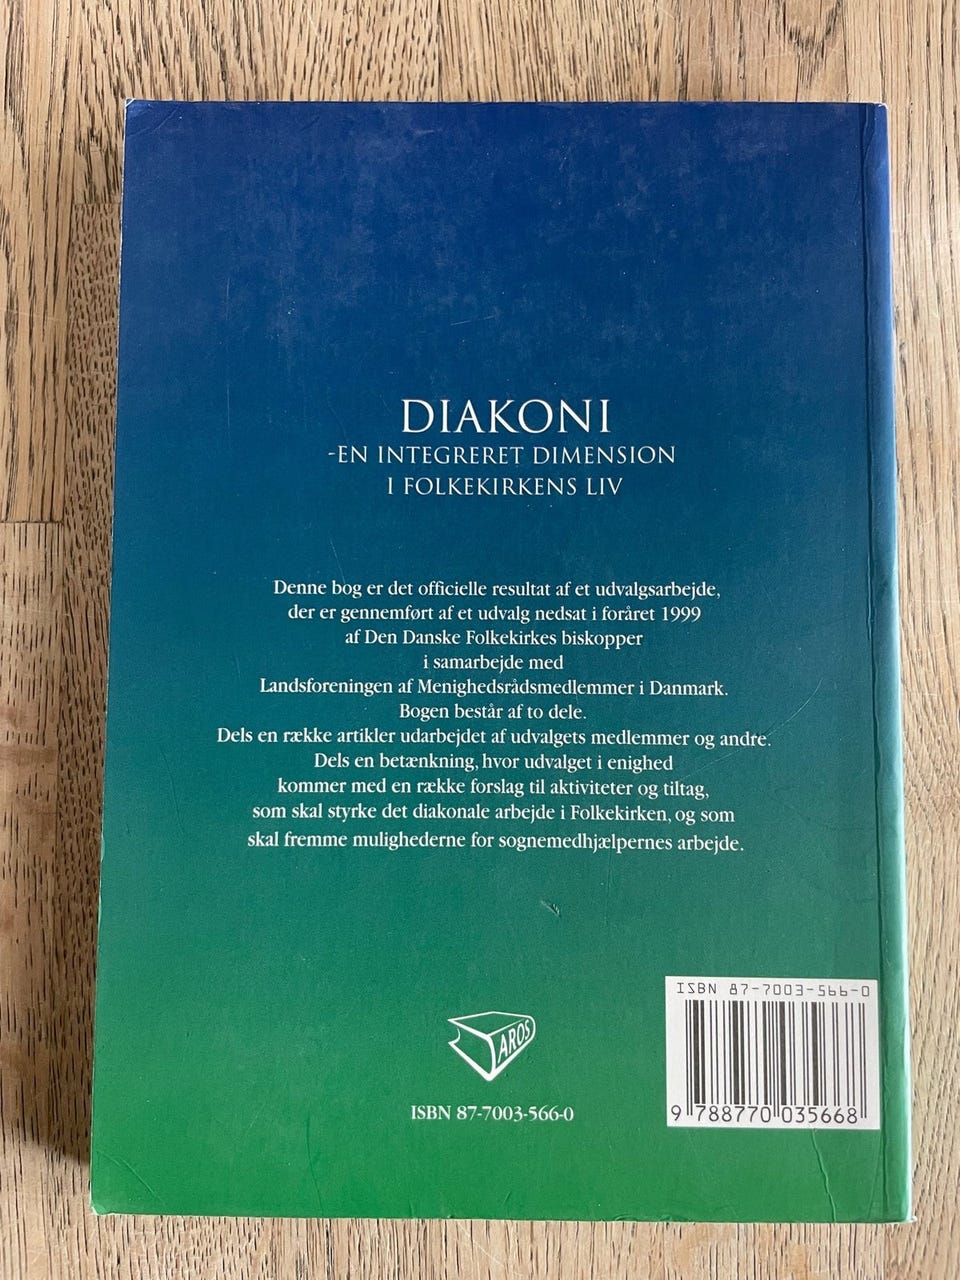 DIAKONI
-EN INTEGRERET DIMENSION
I FOLKEKIRKENS LIV
Denne bog er det officielle resultat af et udvalgsarbejde,
der er gennemført af et udvalg nedsat i foråret 1999
af Den Danske Folkekirkes biskopper
i samarbejde med
Landsforeningen af Menighedsrådsmedlemmer i Danmark.
Bogen består af to dele.
Dels en række artikler udarbejdet af udvalgets medlemmer og andre.
Dels en betænkning, hvor udvalget i enighed
kommer med en række forslag til aktiviteter og tiltag,
som skal styrke det diakonale arbejde i Folkekirken, og som
skal fremme mulighederne for sognemedhjælpernes arbejde.
AROS
ISBN 87-7003-566-0
ISBN 87-7003-566-0
9 788770 035668